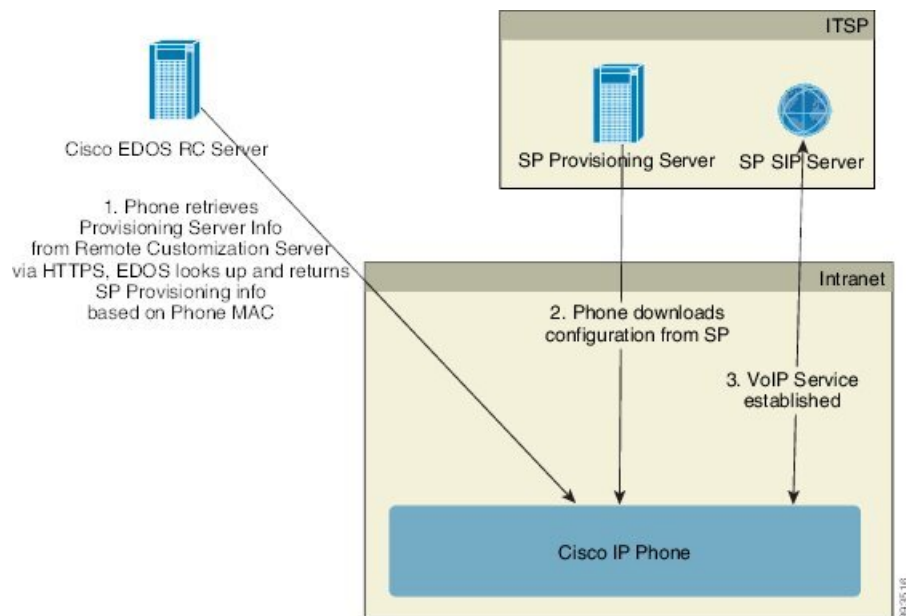 ITSP
Cisco EDOS RC Server
SP Provisioning Server
SP SIP Server
1. Phone retrieves
Provisioning Server Info
from Remote Customization Server
via HTTPS, EDOS looks up and returns
SP Provisioning info
based on Phone MAC
Intranet
2. Phone downloads
configuration from SP
3. VoIP Service
established
Cisco IP Phone